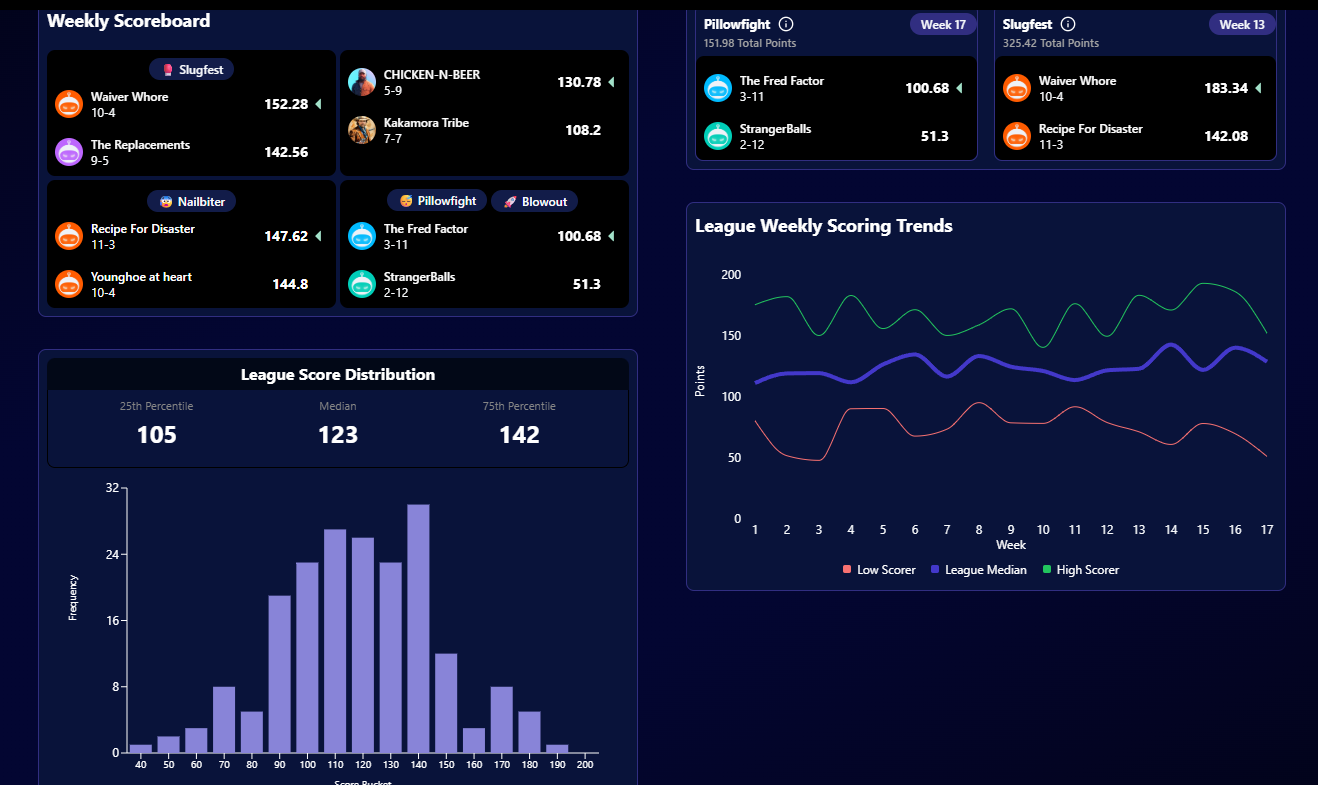 Weekly Scoreboard
Slugfest
Waiver Whore
10-4
152.28
The Replacements
9-5
142.56
CHICKEN-N-BEER
5-9
130.78
Kakamora Tribe
7-7
108.2
Nailbiter
Recipe For Disaster
11-3
147.62
Younghoe at heart
10-4
144.8
Pillowfight
Blowout
The Fred Factor
3-11
100.68
StrangerBalls
2-12
51.3
League Score Distribution
25th Percentile
105
Median
123
75th Percentile
142
32
24
16
8
0
Frequency
40 50 60 70 80 90 100 110 120 130 140 150 160 170 180 190 200
Score Bucket
Pillowfight
Week 17
151.98 Total Points
The Fred Factor
3-11
100.68
StrangerBalls
2-12
51.3
Slugfest
Week 13
325.42 Total Points
Waiver Whore
10-4
183.34
Recipe For Disaster
11-3
142.08
League Weekly Scoring Trends
200
150
100
50
0
Points
1 2 3 4 5 6 7 8 9 10 11 12 13 14 15 16 17
Week
Low Scorer League Median High Scorer